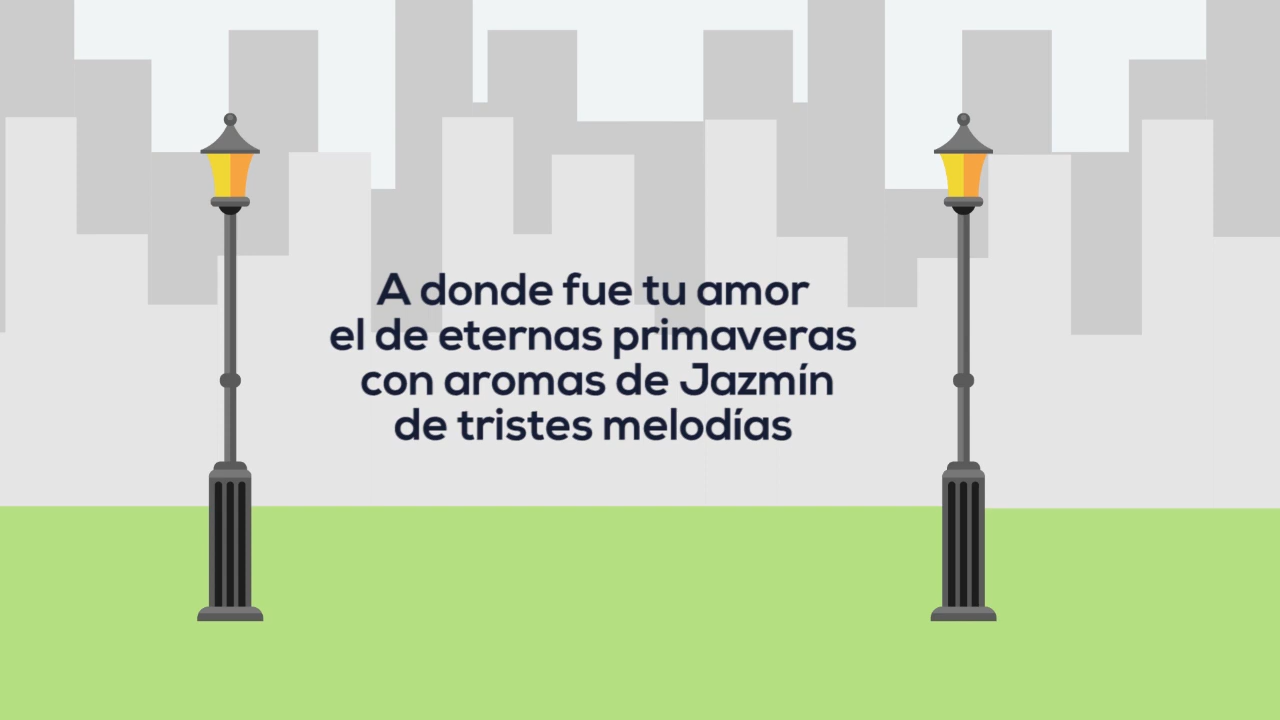 A donde fue tu amor
el de eternas primaveras
con aromas de Jazmín
de tristes melodías